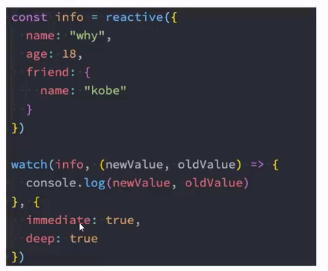 const info = reactive({
  name: "why",
  age: 18,
  friend: {
    name: "kobe"
  }
})
watch(info, (newValue, oldValue) => {
  console.log(newValue, oldValue)
}, {
  immediate: true,
  deep: true
})